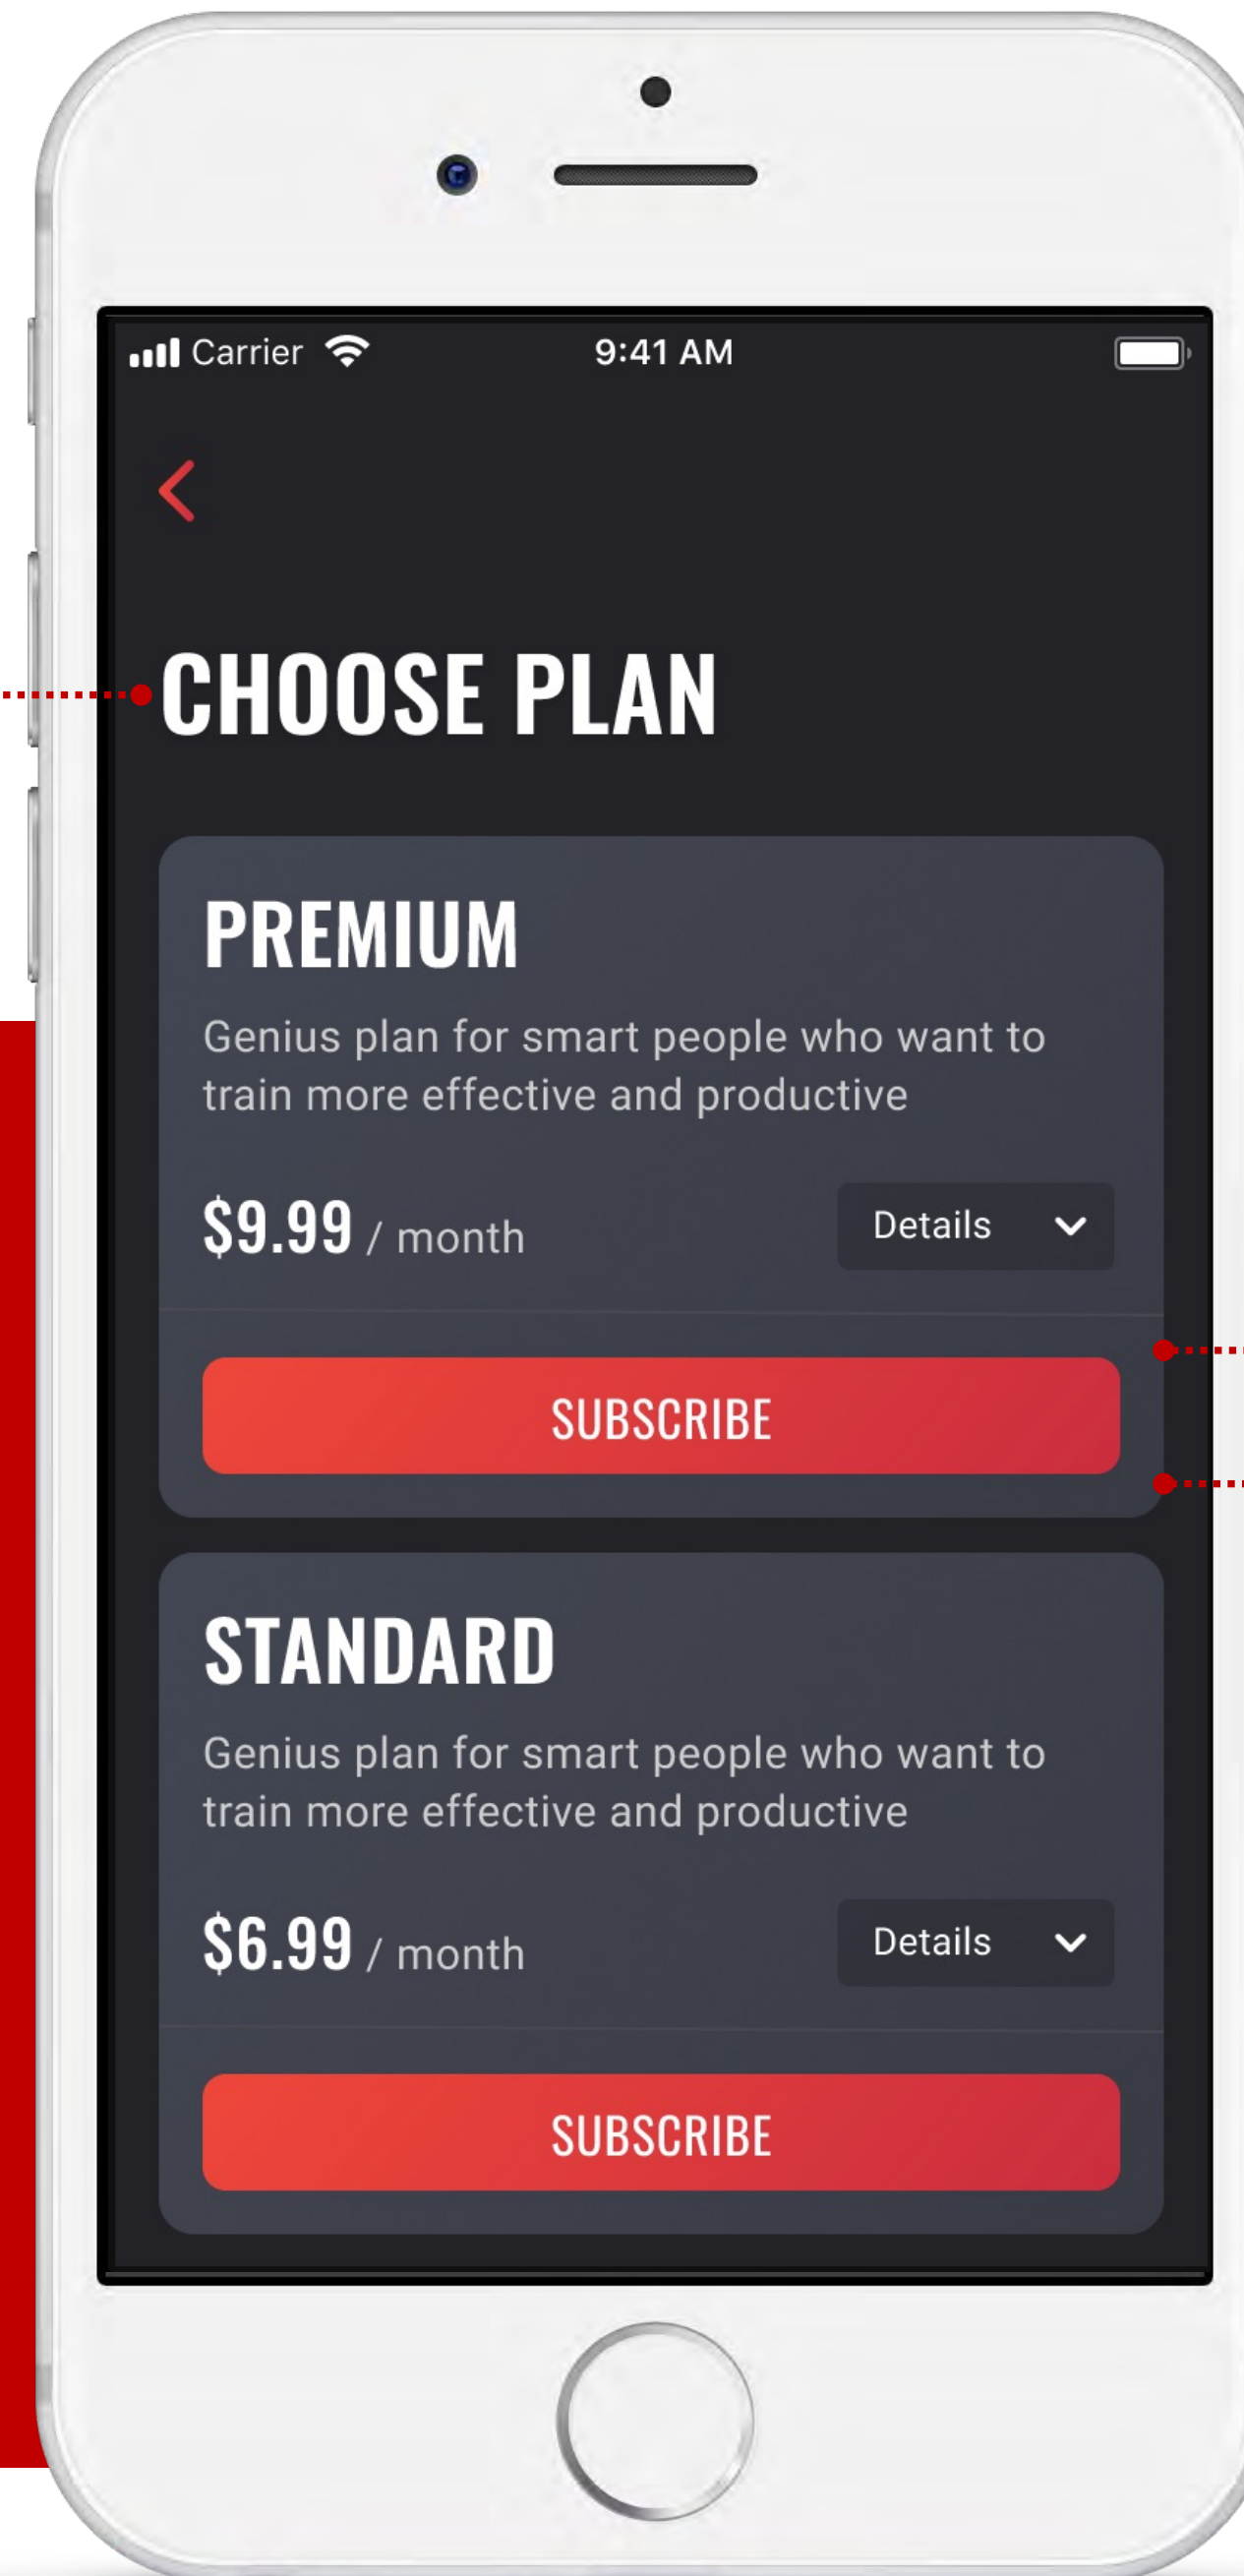 Carrier 9:41 AM
CHOOSE PLAN
PREMIUM
Genius plan for smart people who want to
train more effective and productive
$9.99 / month Details
SUBSCRIBE
STANDARD
Genius plan for smart people who want to
train more effective and productive
$6.99 / month Details
SUBSCRIBE